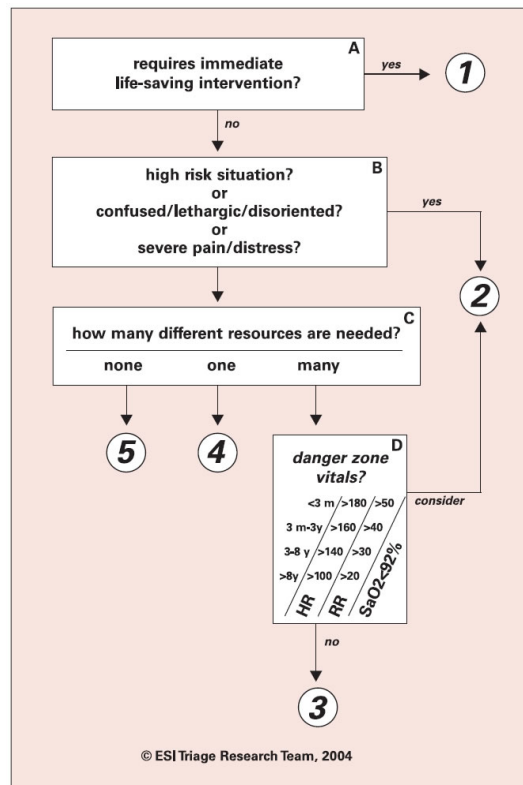 A
requires immediate
life-saving intervention?
yes
1
no
B
high risk situation?
or
confused/lethargic/disoriented?
or
severe pain/distress?
yes
2
C
how many different resources are needed?
none one many
5
4
D
danger zone
vitals?
<3 m >180 >50
3 m-3y >160 >40
3-8 y >140 >30
>8y >100 >20
HR RR SaO2<92%
consider
no
3
© ESI Triage Research Team, 2004